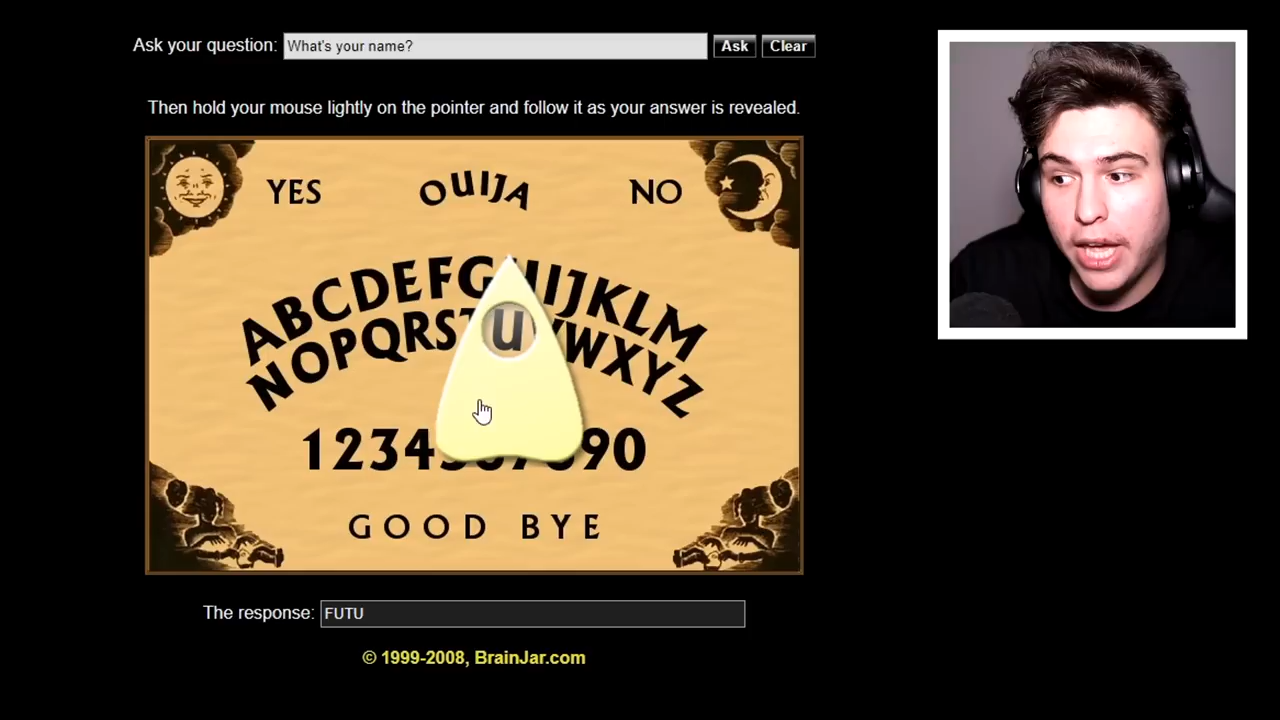 Ask your question: What's your name? Ask Clear
Then hold your mouse lightly on the pointer and follow it as your answer is revealed.
YES OUIJA NO
ABCDEFG IJKLM
NOPQRS U WXYZ
1234 90
GOOD BYE
The response: FUTU
© 1999-2008, BrainJar.com